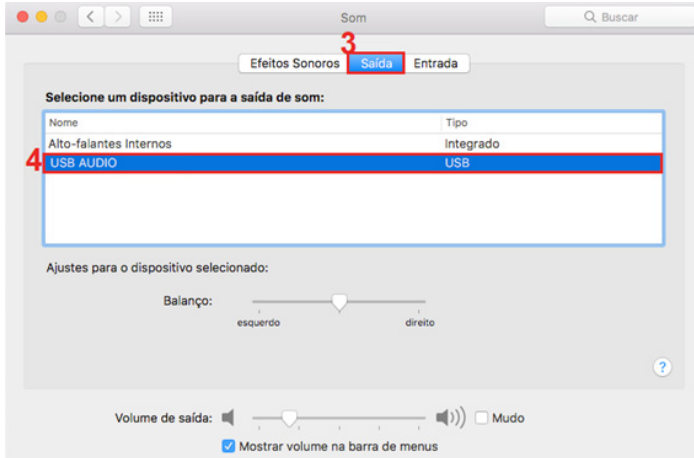 Som
Buscar
3
Efeitos Sonoros Saída Entrada
Selecione um dispositivo para a saída de som:
Nome Tipo
Alto-falantes Internos Integrado
4 USB AUDIO USB
Ajustes para o dispositivo selecionado:
Balanço:
esquerdo direito
?
Volume de saída: Mudo
Mostrar volume na barra de menus